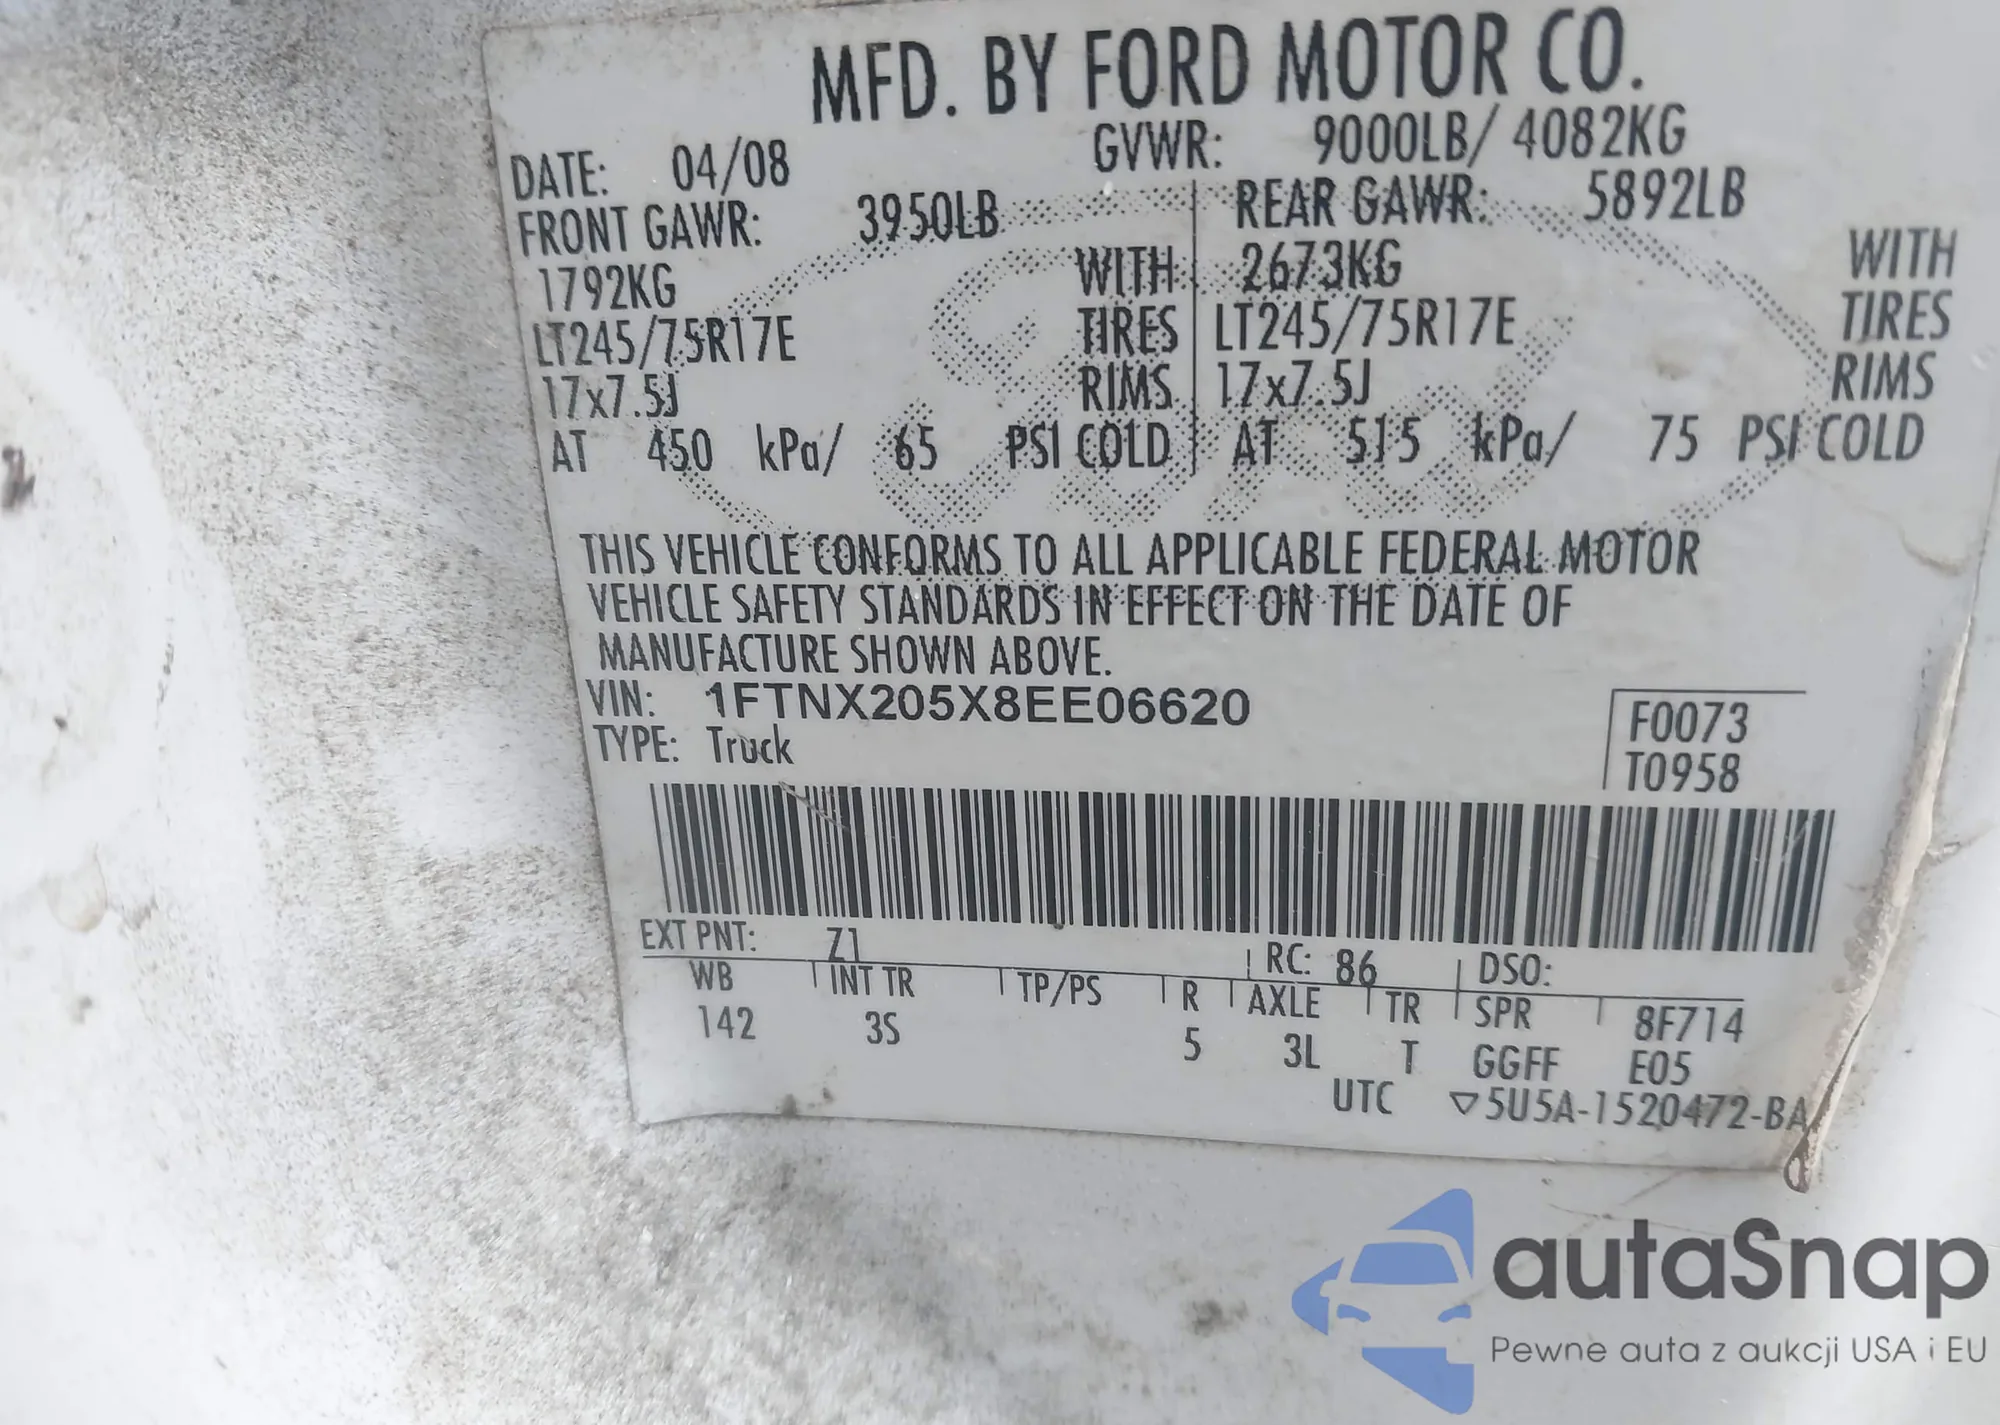 MFD. BY FORD MOTOR CO.
DATE: 04/08 GVWR: 9000LB/ 4082KG
FRONT GAWR: 3950LB REAR GAWR: 5892LB
1792KG WITH 2673KG WITH
LT245/75R17E TIRES LT245/75R17E TIRES
17x7.5J RIMS 17x7.5J RIMS
AT 450 kPa/ 65 PSI COLD AT 515 kPa/ 75 PSI COLD
THIS VEHICLE CONFORMS TO ALL APPLICABLE FEDERAL MOTOR
VEHICLE SAFETY STANDARDS IN EFFECT ON THE DATE OF
MANUFACTURE SHOWN ABOVE.
VIN: 1FTNX205X8EE06620 F0073
TYPE: Truck T0958
EXT PNT: Z1 RC: 86 DSO:
WB INT TR TP/PS R AXLE TR SPR 8F714
142 3S 5 3L T GGFF E05
UTC ▽5U5A-1520472-BA
autaSnap
Pewne auta z aukcji USA i EU